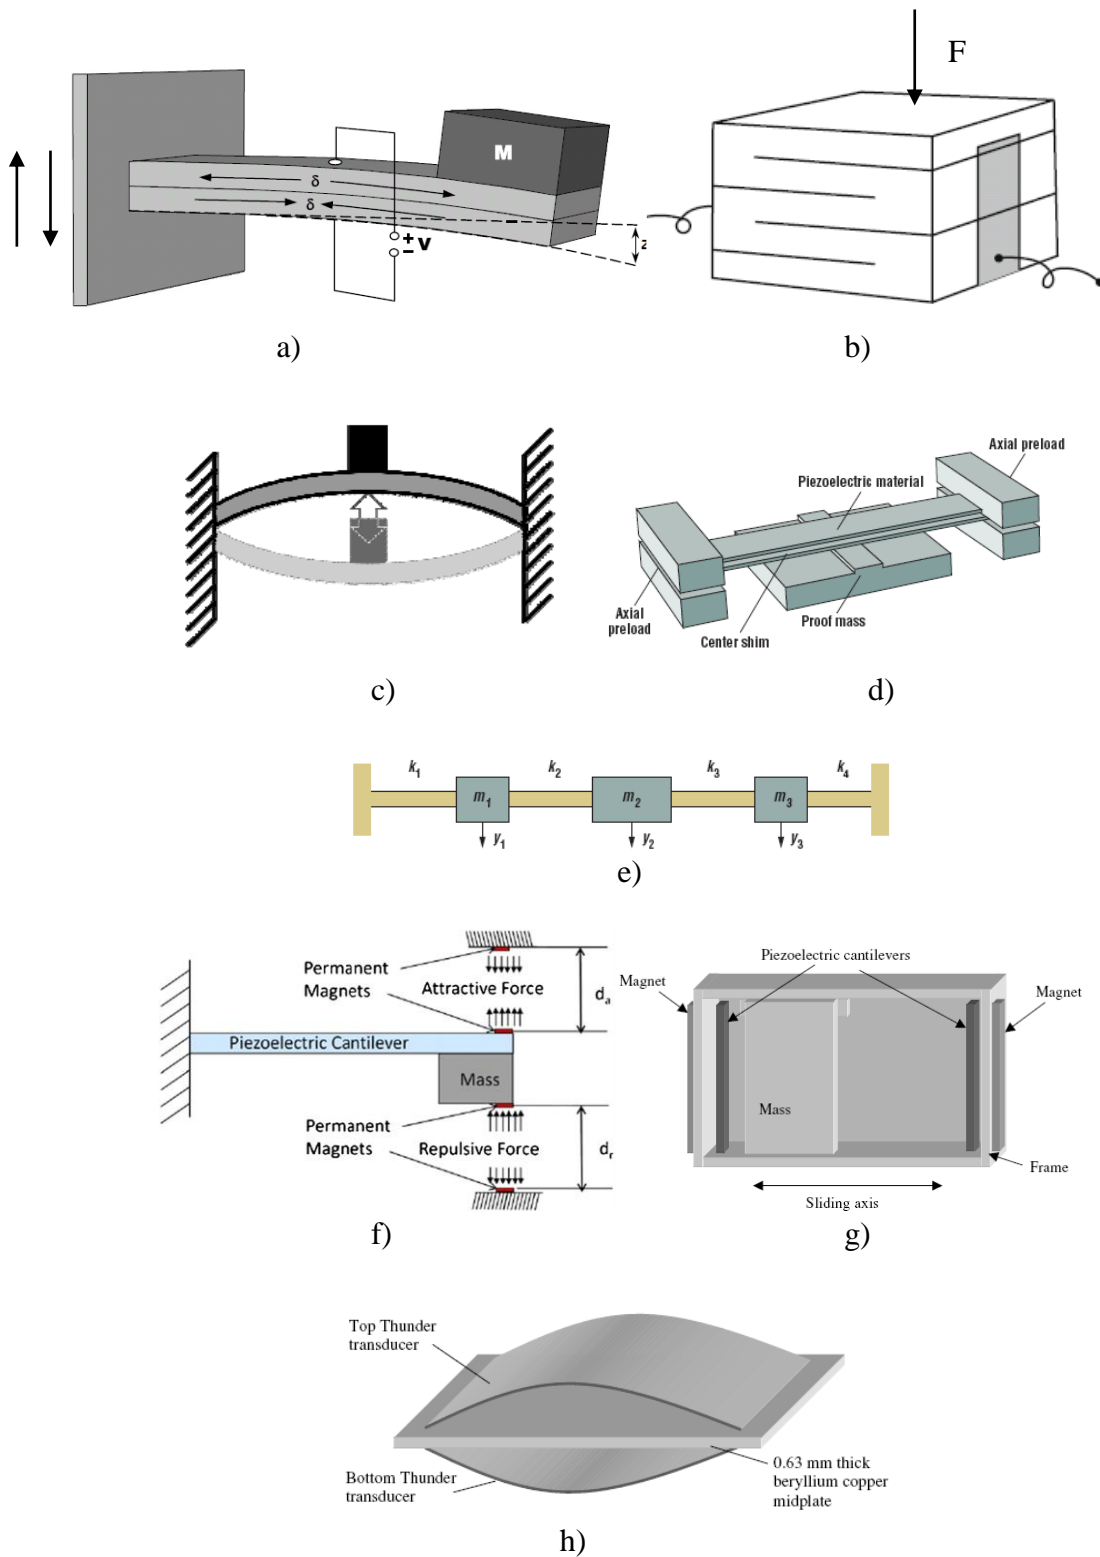 F
M
δ
δ
+
−
V
z
a)
b)
Axial preload
Piezoelectric material
Axial
preload
Proof mass
Center shim
c)
d)
k1
k2
k3
k4
m1
m2
m3
y1
y2
y3
e)
Permanent
Magnets
Attractive Force
da
Piezoelectric Cantilever
Mass
Permanent
Magnets
Repulsive Force
dr
f)
Piezoelectric cantilevers
Magnet
Magnet
Mass
Frame
Sliding axis
g)
Top Thunder
transducer
Bottom Thunder
transducer
0.63 mm thick
beryllium copper
midplate
h)